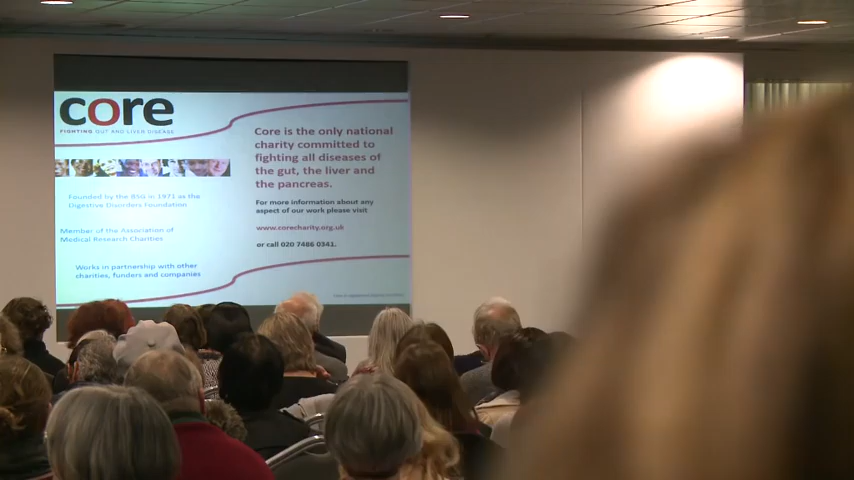 core
FIGHTING GUT AND LIVER DISEASE
Founded by the BSG in 1971 as the
Digestive Disorders Foundation
Member of the Association of
Medical Research Charities
Works in partnership with other
charities, funders and companies
Core is the only national
charity committed to
fighting all diseases of
the gut, the liver and
the pancreas.
For more information about any
aspect of our work please visit
www.corecharity.org.uk
or call 020 7486 0341.